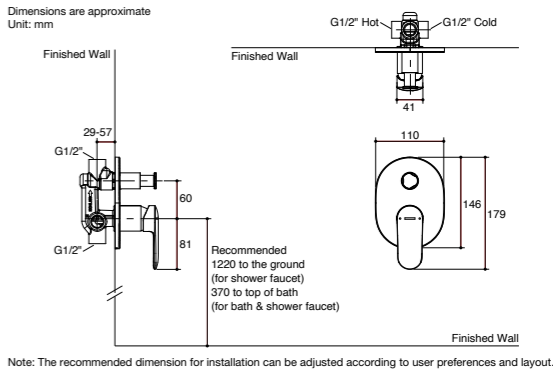 Dimensions are approximate
Unit: mm
G1/2" Hot
G1/2" Cold
Finished Wall
Finished Wall
41
29-57
110
G1/2"
60
146
179
81
G1/2"
Recommended
1220 to the ground
(for shower faucet)
370 to top of bath
(for bath & shower faucet)
Finished Wall
Note: The recommended dimension for installation can be adjusted according to user preferences and layout.